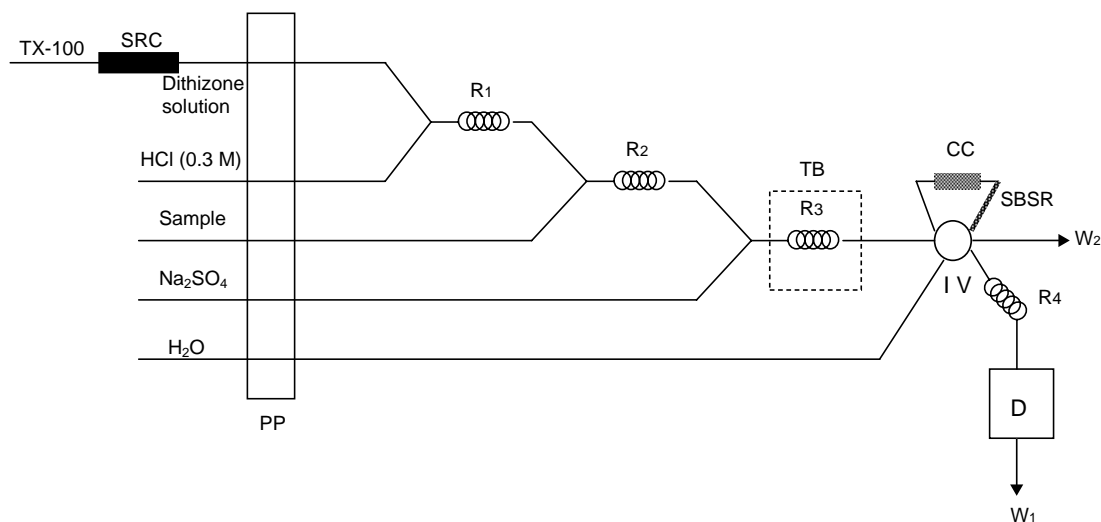 TX-100
SRC
Dithizone
solution
R1
HCl (0.3 M)
R2
CC
TB
SBSR
Sample
R3
W2
Na2SO4
I V
R4
H2O
D
PP
W1